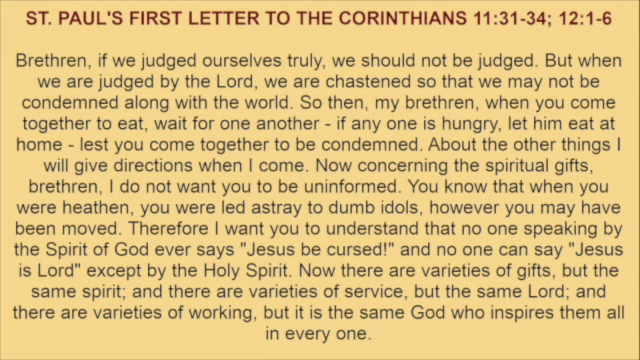 ST. PAUL'S FIRST LETTER TO THE CORINTHIANS 11:31-34; 12:1-6
Brethren, if we judged ourselves truly, we should not be judged. But when
we are judged by the Lord, we are chastened so that we may not be
condemned along with the world. So then, my brethren, when you come
together to eat, wait for one another - if any one is hungry, let him eat at
home - lest you come together to be condemned. About the other things I
will give directions when I come. Now concerning the spiritual gifts,
brethren, I do not want you to be uninformed. You know that when you
were heathen, you were led astray to dumb idols, however you may have
been moved. Therefore I want you to understand that no one speaking by
the Spirit of God ever says "Jesus be cursed!" and no one can say "Jesus
is Lord" except by the Holy Spirit. Now there are varieties of gifts, but the
same spirit; and there are varieties of service, but the same Lord; and
there are varieties of working, but it is the same God who inspires them all
in every one.